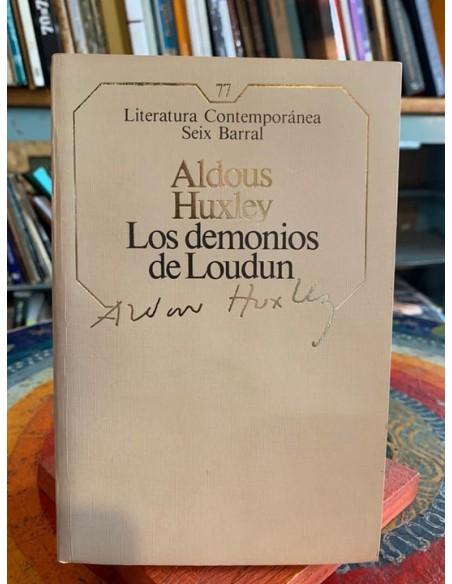 77
Literatura Contemporánea
Seix Barral
Aldous
Huxley
Los demonios
de Loudun
Aldous Huxley